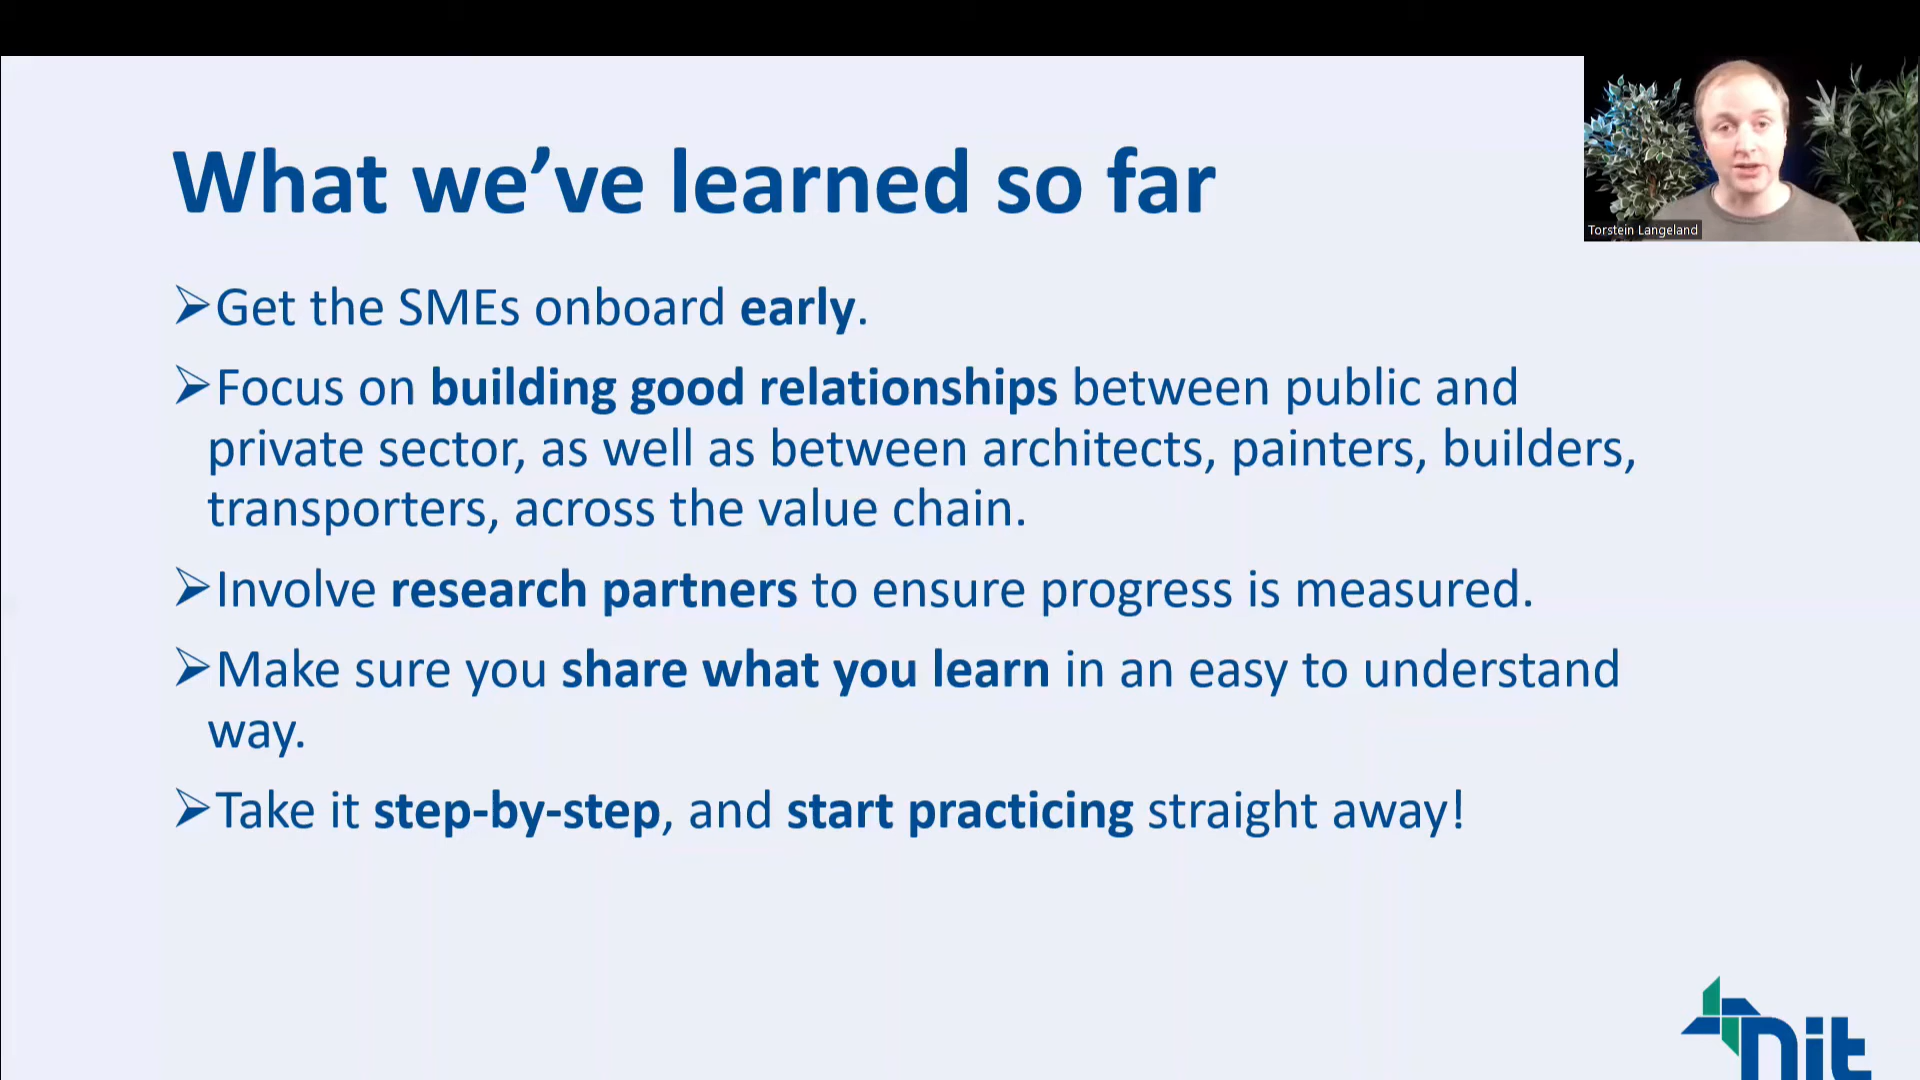 What we’ve learned so far
Torstein Langeland
➢Get the SMEs onboard early.
➢Focus on building good relationships between public and
private sector, as well as between architects, painters, builders,
transporters, across the value chain.
➢Involve research partners to ensure progress is measured.
➢Make sure you share what you learn in an easy to understand
way.
➢Take it step-by-step, and start practicing straight away!
nit